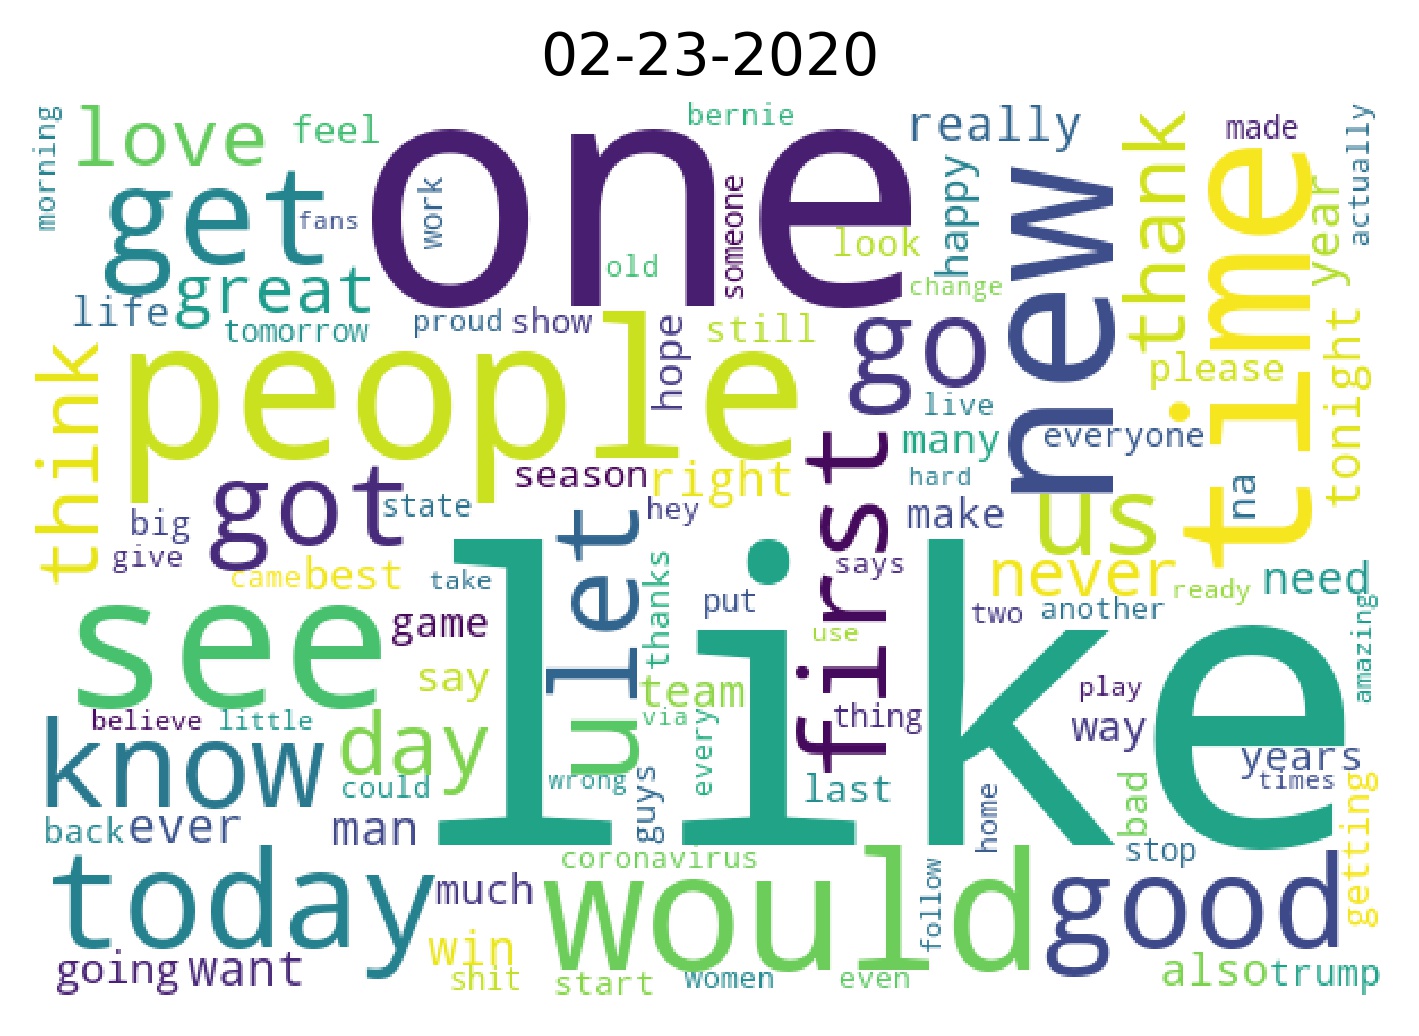 02-23-2020
morning
love
feel
one
bernie
really
thank
made
actually
get
fans
work
someone
look
happy
new
time
year
great
old
change
life
tomorrow
proud
show
people
hope
still
go
please
tonight
think
live
many
everyone
season
right
hard
got
state
hey
make
us
na
big
give
came
best
take
let
first
says
never
ready
need
see
game
like
thanks
put
use
two
another
amazing
say
team
play
believe
little
u
via
every
thing
way
know
day
could
wrong
guys
last
years
times
back
ever
man
home
bad
stop
getting
coronavirus
today
much
would
follow
good
win
going
want
shit
start
women
even
also
trump